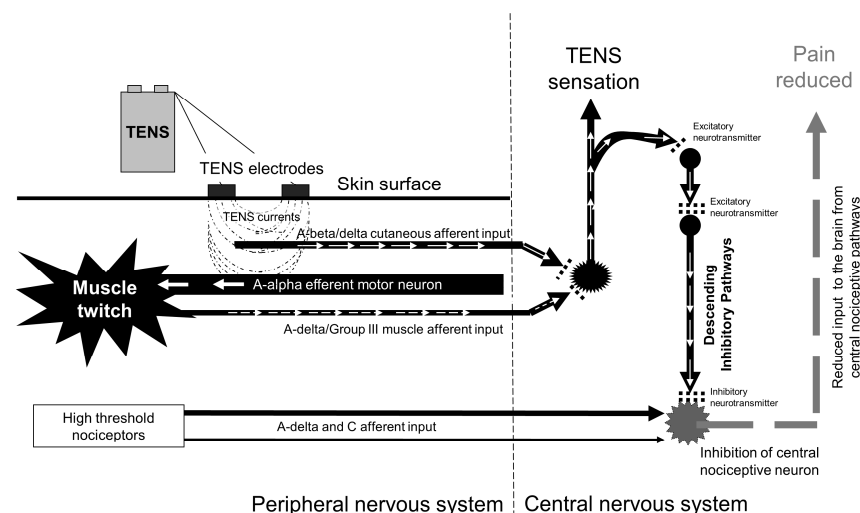 TENS
sensation
Pain
reduced
TENS
Excitatory
neurotransmitter
TENS electrodes
Skin surface
TENS currents
Excitatory
neurotransmitter
A-beta/delta cutaneous afferent input
Muscle
twitch
A-alpha efferent motor neuron
A-delta/Group III muscle afferent input
Descending
Inhibitory Pathways
Reduced input to the brain from
central nociceptive pathways
Inhibitory
neurotransmitter
High threshold
nociceptors
A-delta and C afferent input
Inhibition of central
nociceptive neuron
Peripheral nervous system
Central nervous system